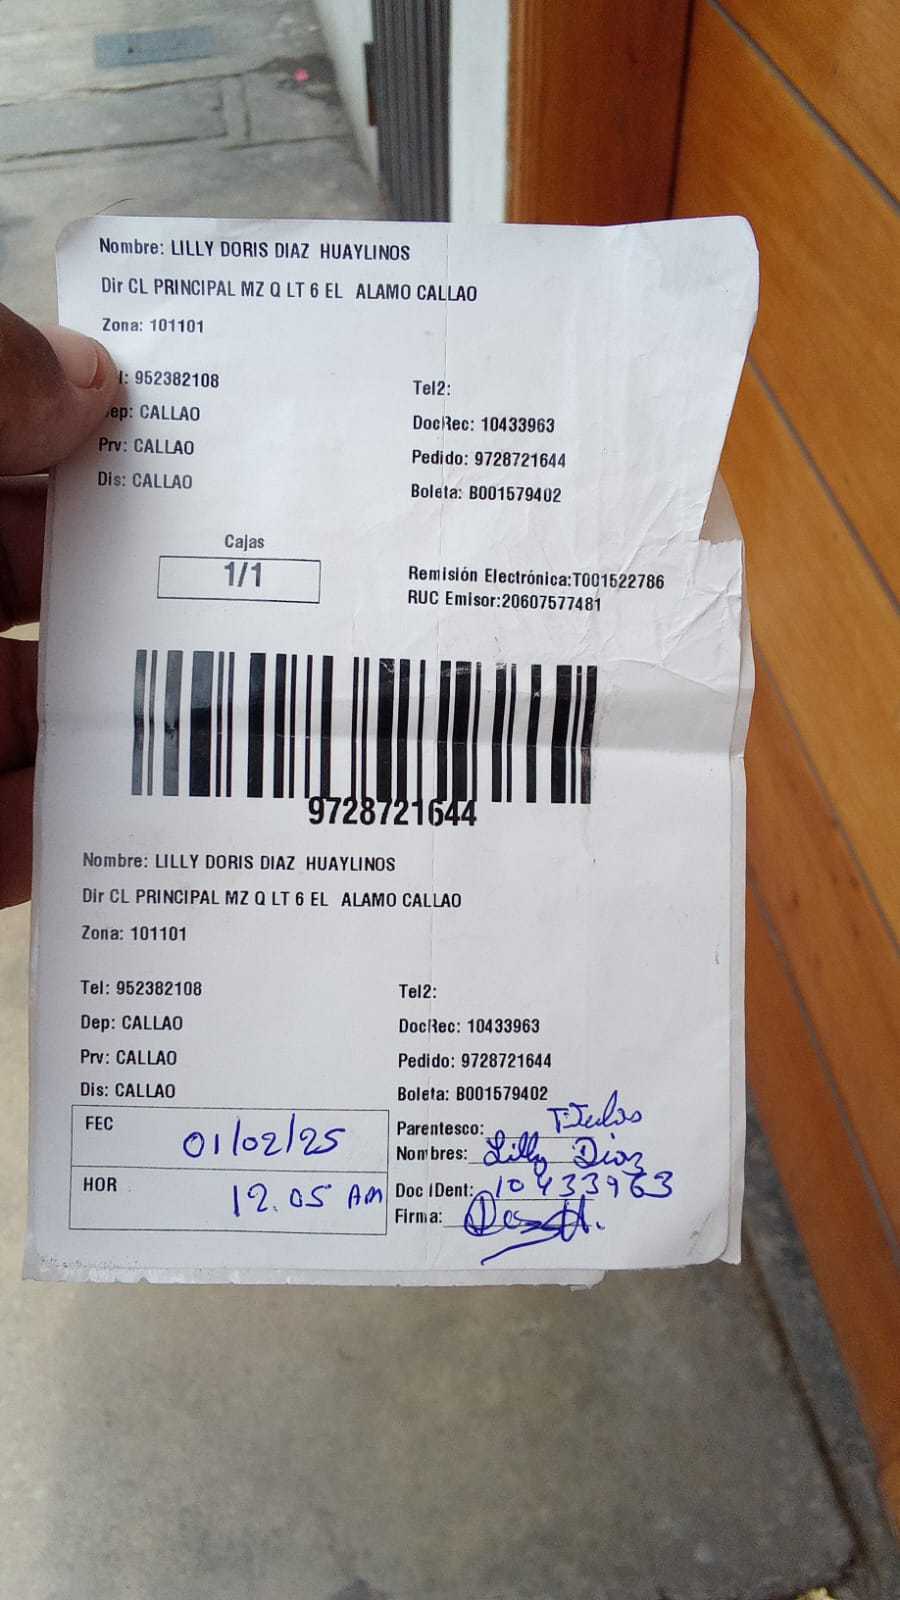 Nombre: LILLY DORIS DIAZ HUAYLINOS
Dir CL PRINCIPAL MZ Q LT 6 EL ALAMO CALLAO
Zona: 101101
l: 952382108
Tel2:
ep: CALLAO
DocRec: 10433963
Prv: CALLAO
Pedido: 9728721644
Dis: CALLAO
Boleta: B001579402
Cajas
1/1
Remisión Electrónica:T001522786
RUC Emisor:20607577481
9728721644
Nombre: LILLY DORIS DIAZ HUAYLINOS
Dir CL PRINCIPAL MZ Q LT 6 EL ALAMO CALLAO
Zona: 101101
Tel: 952382108
Tel2:
Dep: CALLAO
DocRec: 10433963
Prv: CALLAO
Pedido: 9728721644
Dis: CALLAO
Boleta: B001579402
FEC 01/02/25
HOR 12.05 AM
Parentesco:
Nombres: Lilly Diaz
Doc IDent: 10433963
Firma: